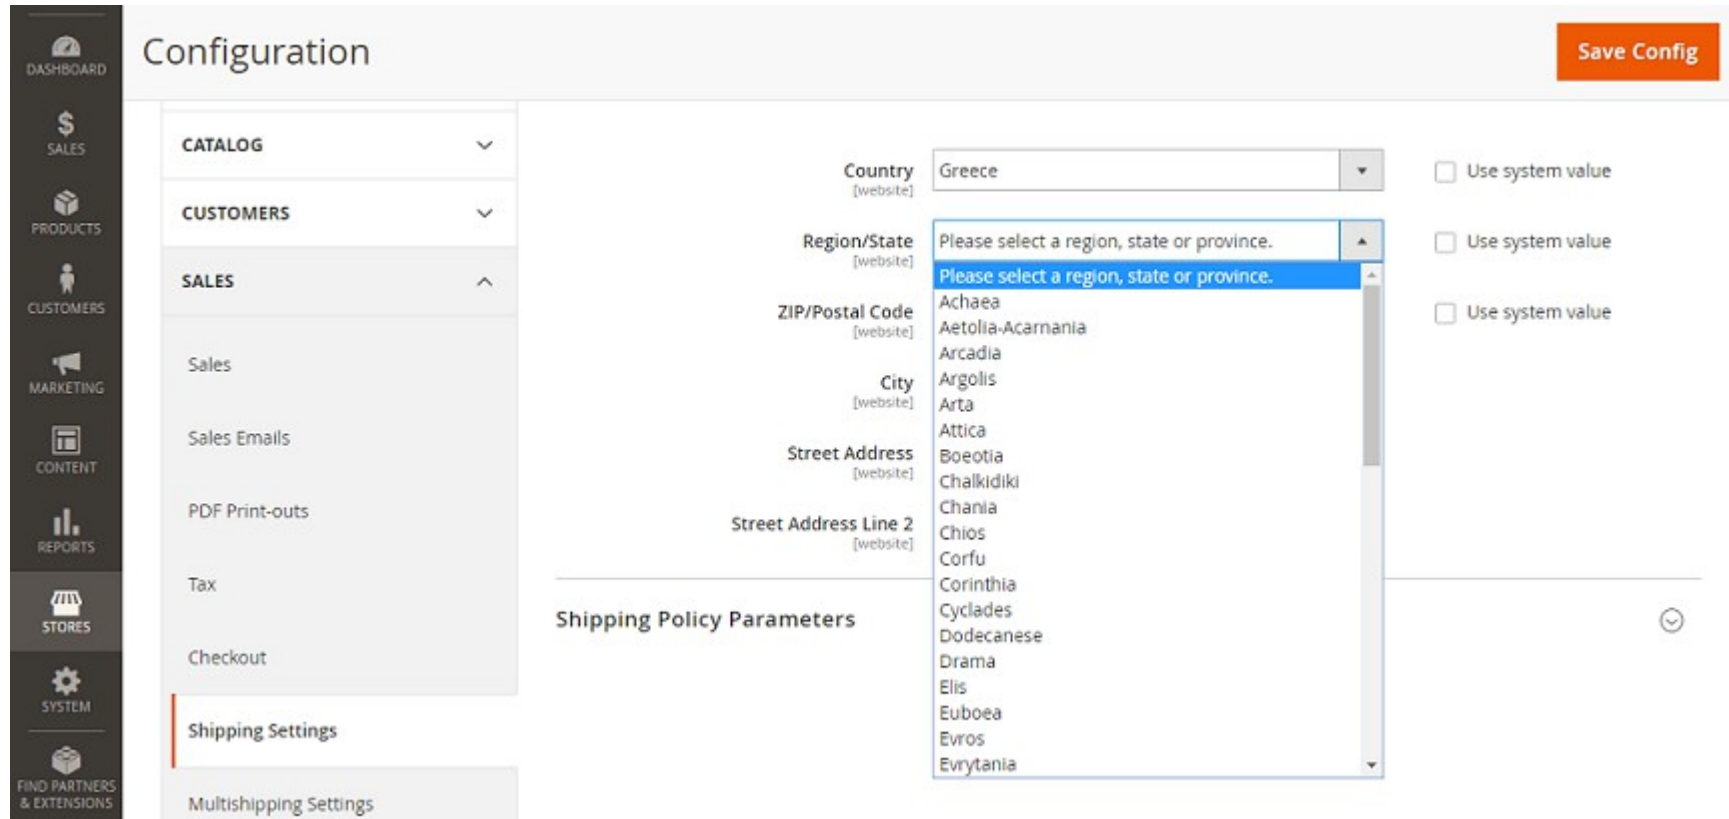 Configuration
Save Config
DASHBOARD
SALES
PRODUCTS
CUSTOMERS
MARKETING
CONTENT
REPORTS
STORES
SYSTEM
FIND PARTNERS
& EXTENSIONS
CATALOG
CUSTOMERS
SALES
Sales
Sales Emails
PDF Print-outs
Tax
Checkout
Shipping Settings
Multishipping Settings
Country
[website]
Greece
Use system value
Region/State
[website]
Please select a region, state or province.
Use system value
Please select a region, state or province.
Achaea
Aetolia-Acarnania
Arcadia
Argolis
Arta
Attica
Boeotia
Chalkidiki
Chania
Chios
Corfu
Corinthia
Cyclades
Dodecanese
Drama
Elis
Euboea
Evros
Evrytania
ZIP/Postal Code
[website]
Use system value
City
[website]
Street Address
[website]
Street Address Line 2
[website]
Shipping Policy Parameters